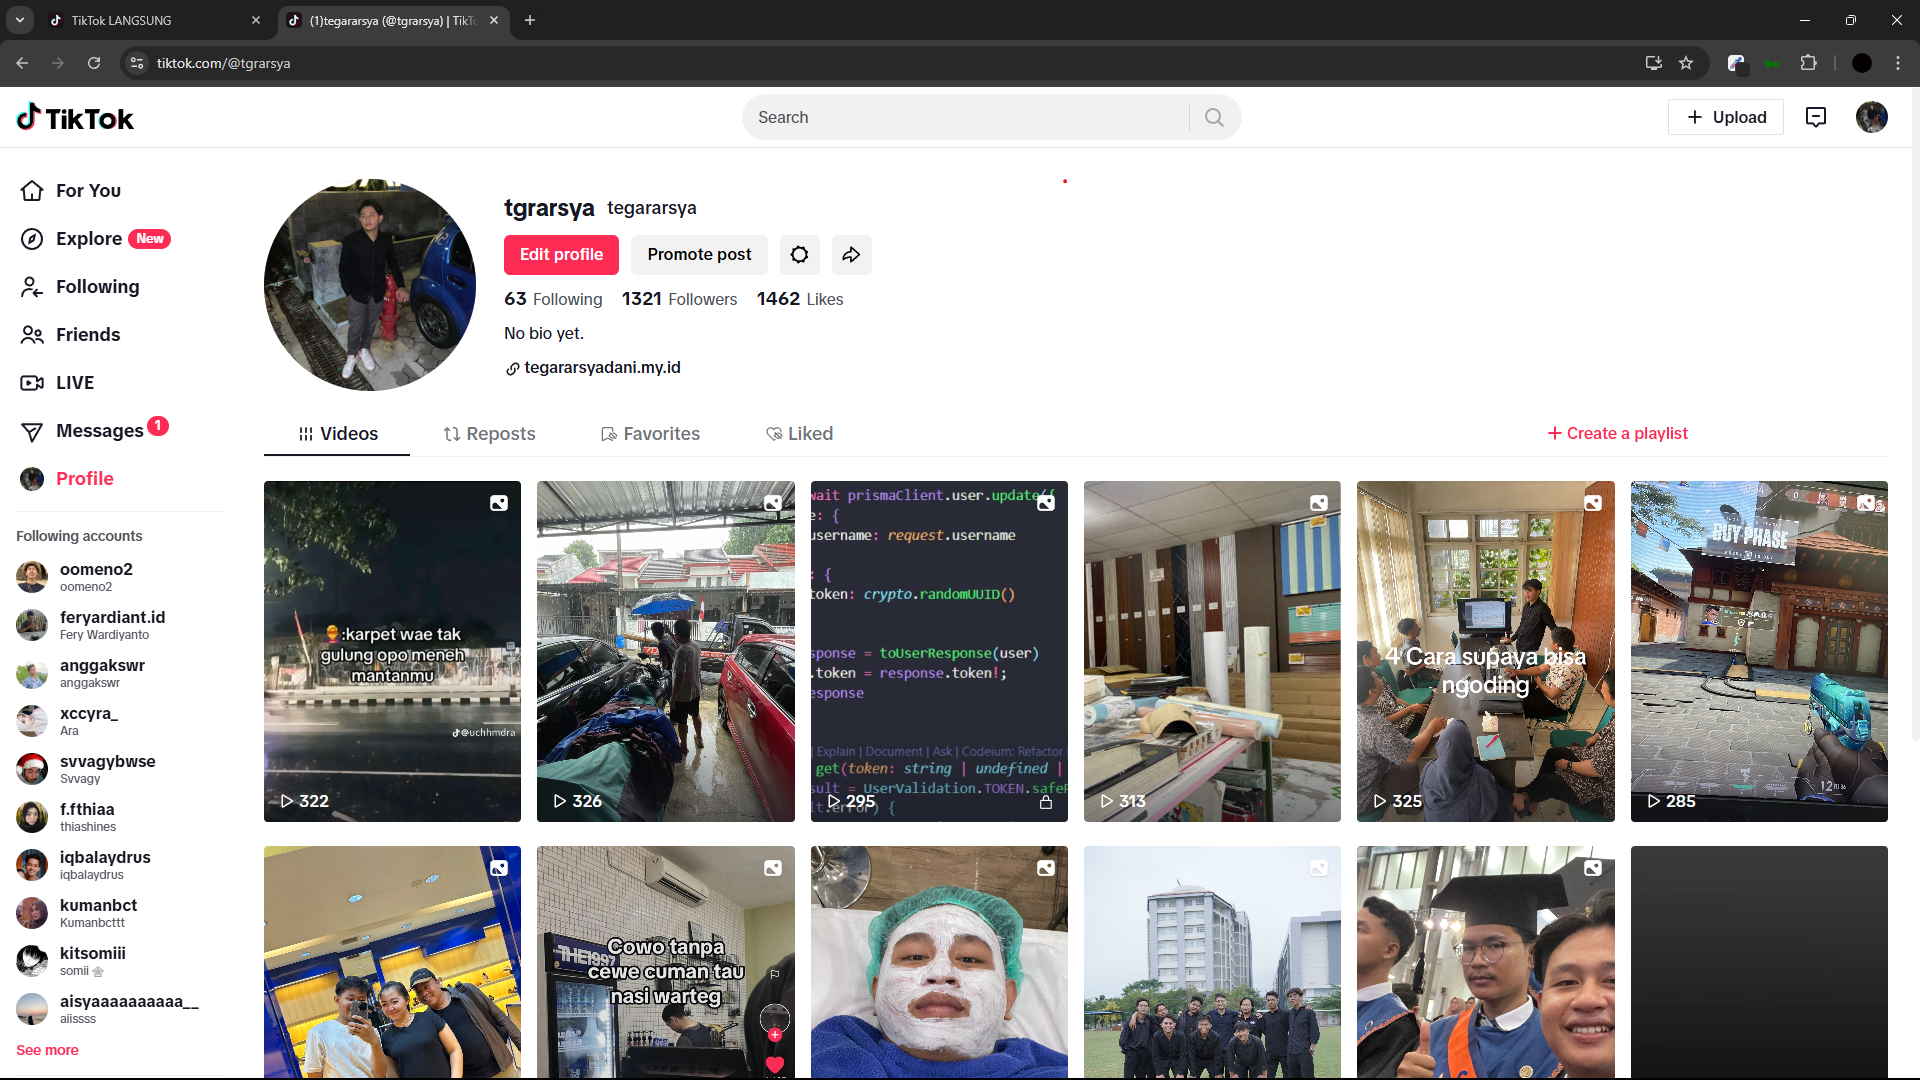 TikTok LANGSUNG
(1)tegararsya (@tgrarsya) | TikTo
tiktok.com/@tgrarsya
TikTok
Search
Upload
For You
Explore New
Following
Friends
LIVE
Messages 1
Profile
Following accounts
oomeno2
oomeno2
feryardiant.id
Fery Wardiyanto
anggakswr
anggakswr
xccyra_
Ara
svvagybwse
Svvagy
f.fthiaa
thiashines
iqbalaydrus
iqbalaydrus
kumanbct
Kumanbcttt
kitsomiii
somii
aisyaaaaaaaaaa__
aiissss
See more
tgrarsya tegararsya
Edit profile Promote post
63 Following 1321 Followers 1462 Likes
No bio yet.
tegararsyadani.my.id
Videos Reposts Favorites Liked
Create a playlist
:karpet wae tak
gulung opo meneh
mantanmu
@uchhmdra
322
326
wait prismaClient.user.update({
e: {
username: request.username
: {
token: crypto.randomUUID()
sponse = toUserResponse(user)
.token = response.token!;
esponse
| Explain | Document | Ask | Codeium: Refactor
get(token: string | undefined |
sult = UserValidation.TOKEN.safeP
lt.error) {
295
313
4 Cara supaya bisa
ngoding
325
BUY PHASE
12
285
THE1997
Cowo tanpa
cewe cuman tau
nasi warteg